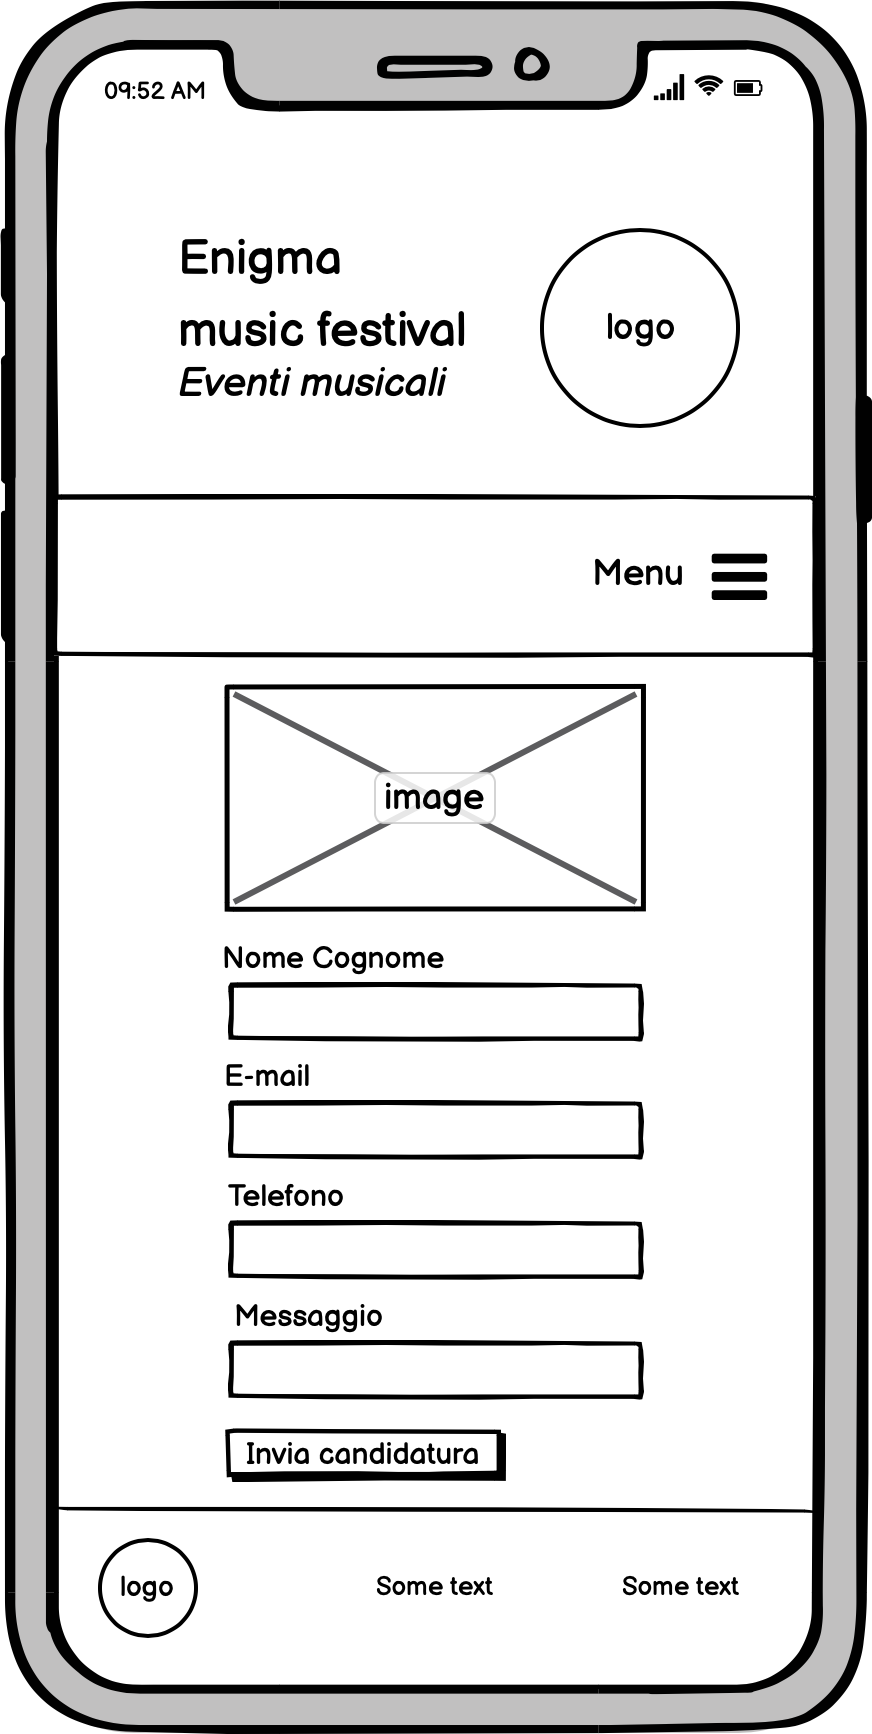 09:52 AM
Enigma
music festival
Eventi musicali
logo
Menu
image
Nome Cognome
E-mail
Telefono
Messaggio
Invia candidatura
logo
Some text
Some text